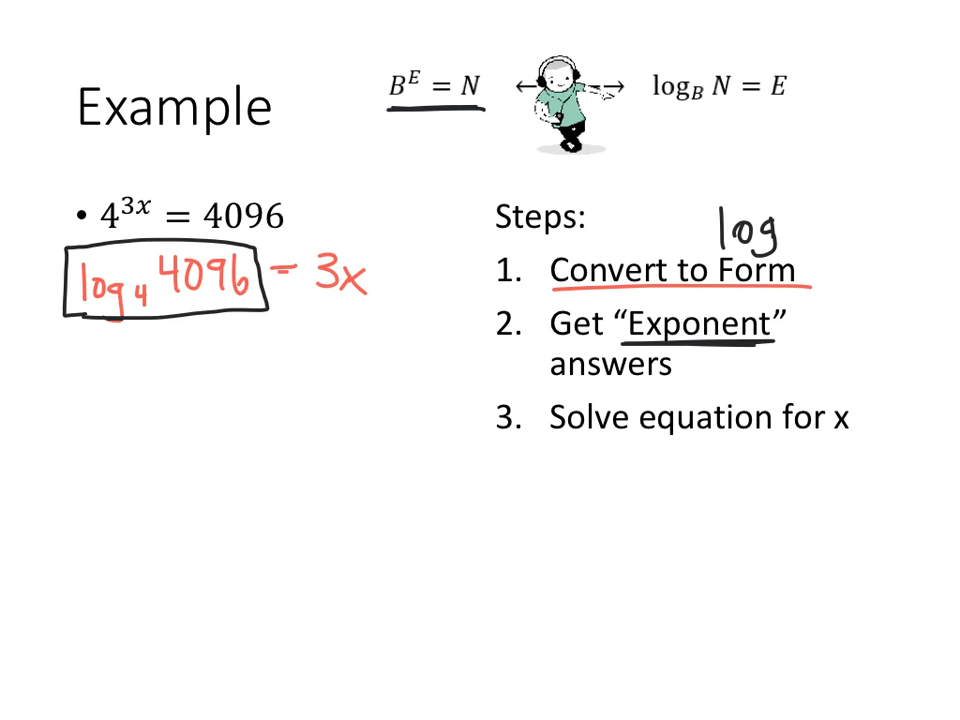 Example
B^E = N ↔ log_B N = E
• 4^{3x} = 4096
log_4 4096 = 3x
Steps:
log
1. Convert to Form
2. Get “Exponent”
answers
3. Solve equation for x